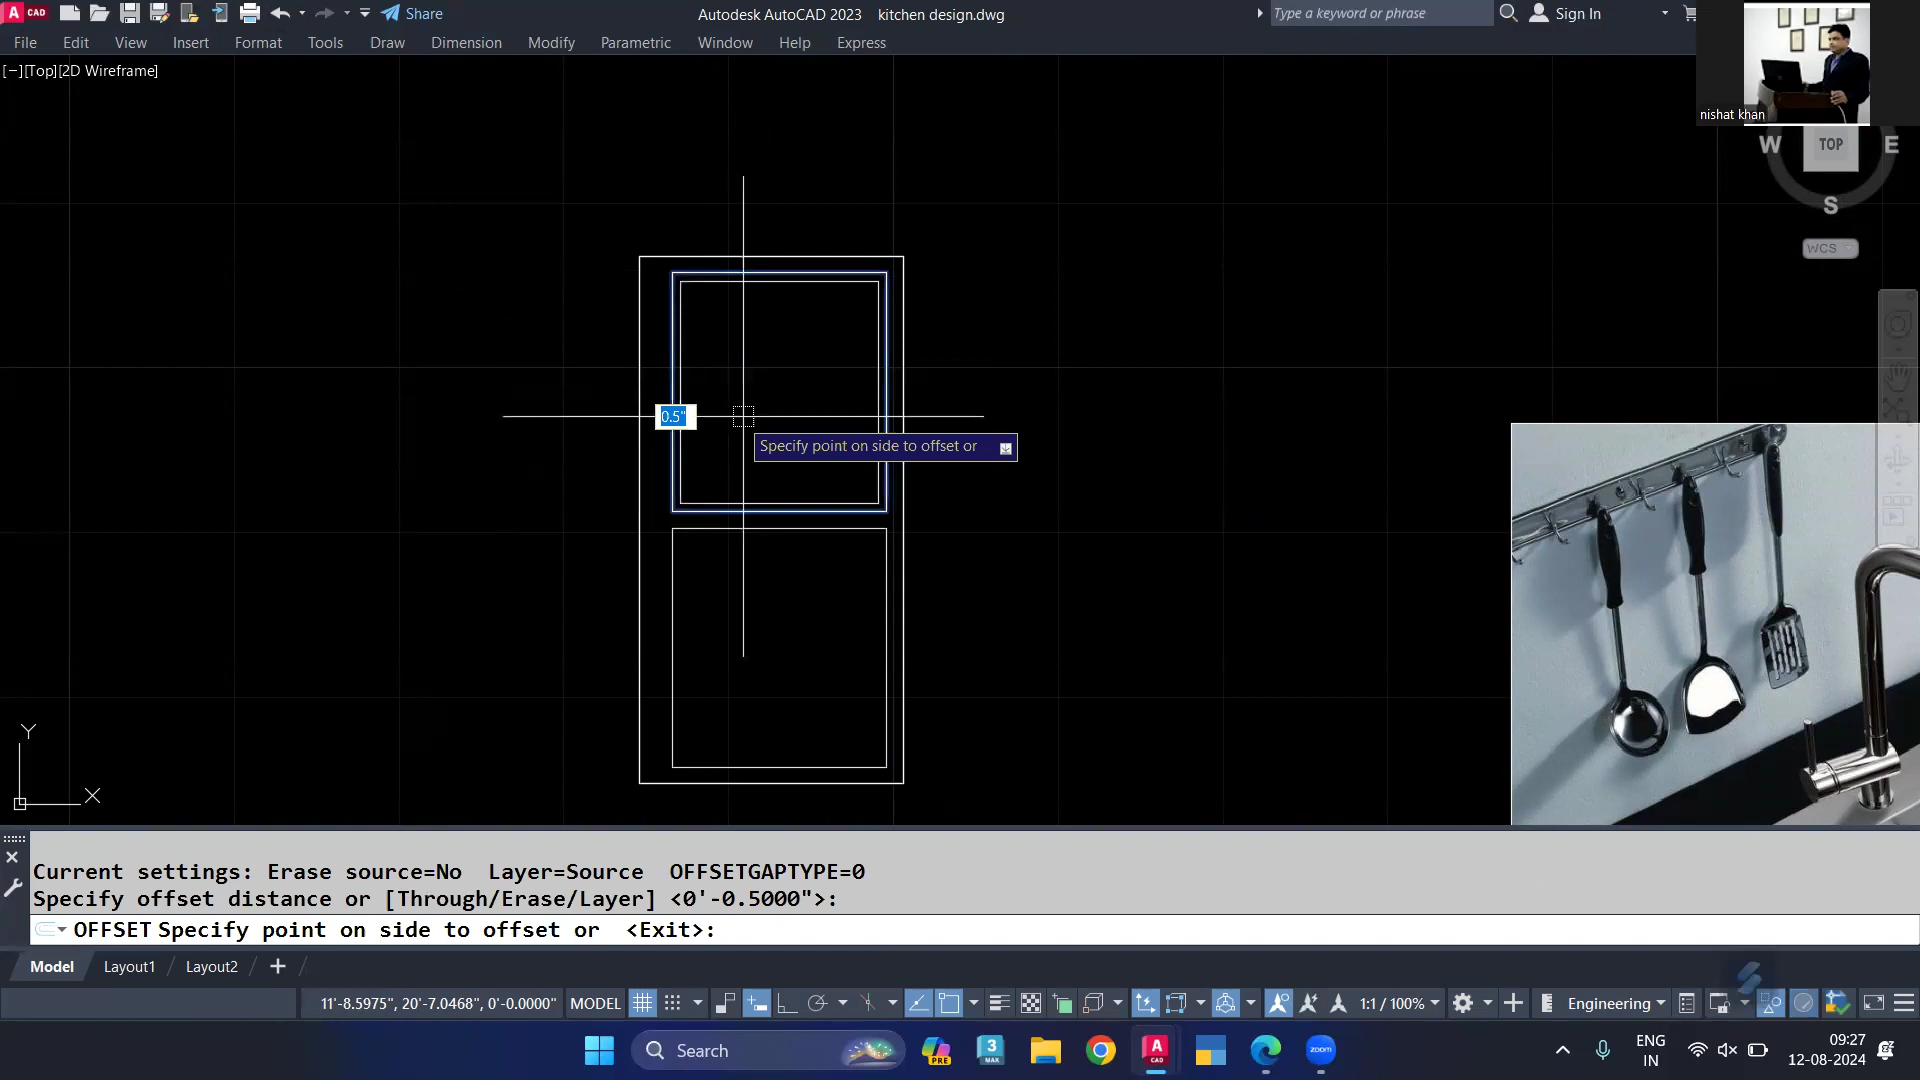 A CAD
Share
Autodesk AutoCAD 2023 kitchen design.dwg
Type a keyword or phrase
Sign In
File Edit View Insert Format Tools Draw Dimension Modify Parametric Window Help Express
[−][Top][2D Wireframe]
nishat khan
W TOP E
S
WCS
0.5"
Specify point on side to offset or
Y
X
Current settings: Erase source=No Layer=Source OFFSETGAPTYPE=0
Specify offset distance or [Through/Erase/Layer] <0'-0.5000">:
OFFSET Specify point on side to offset or <Exit>:
Model Layout1 Layout2
11'-8.5975", 20'-7.0468", 0'-0.0000" MODEL 1:1 / 100% Engineering
Search
PRE
3
MAX
A
CAD
zoom
ENG
IN
09:27
12-08-2024